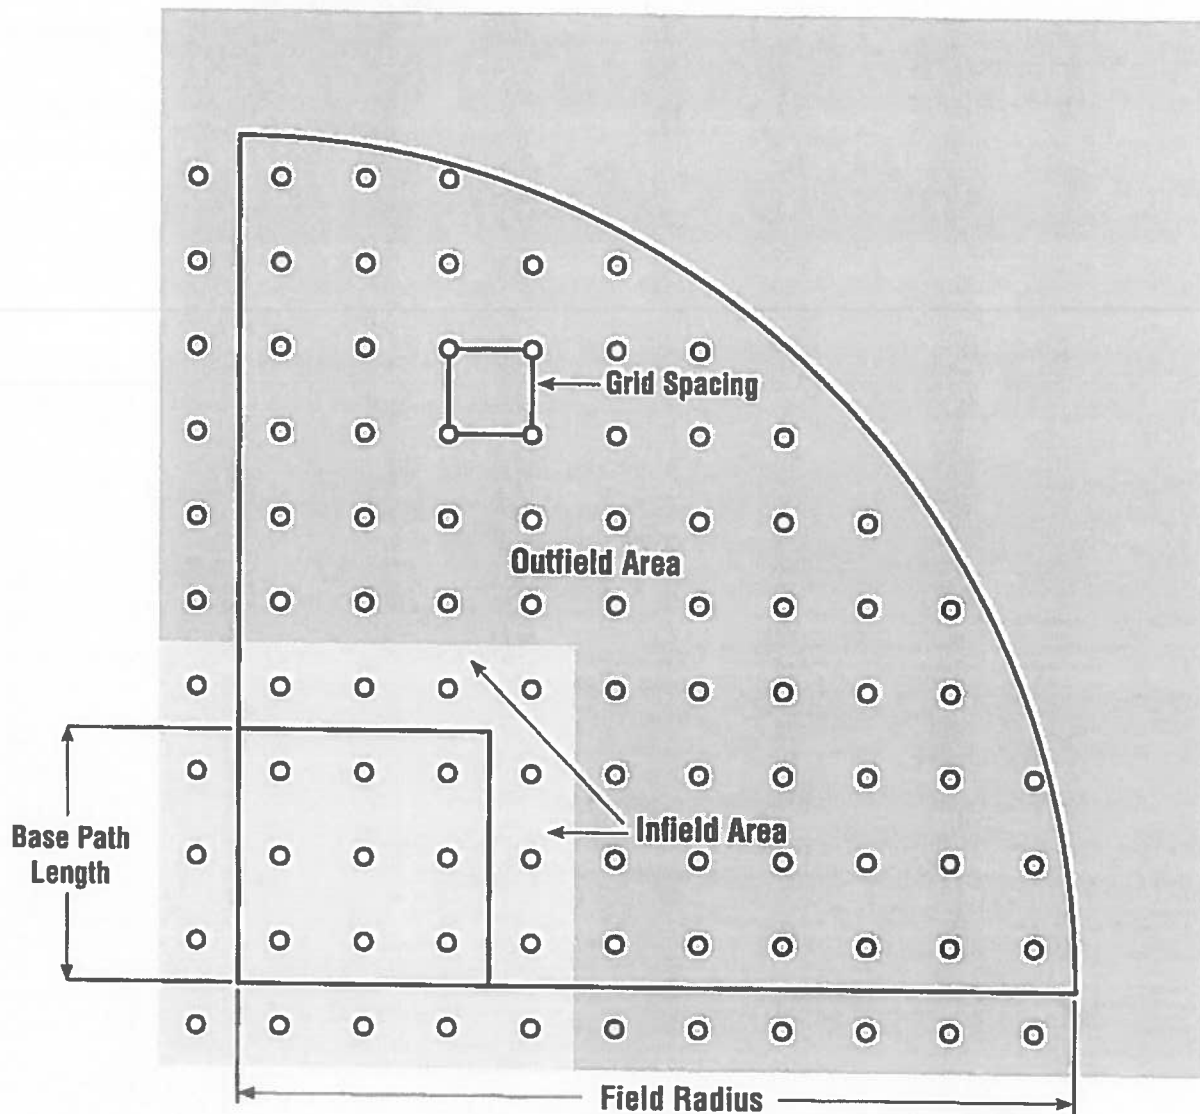 Grid Spacing
Outfield Area
Infield Area
Base Path
Length
Field Radius